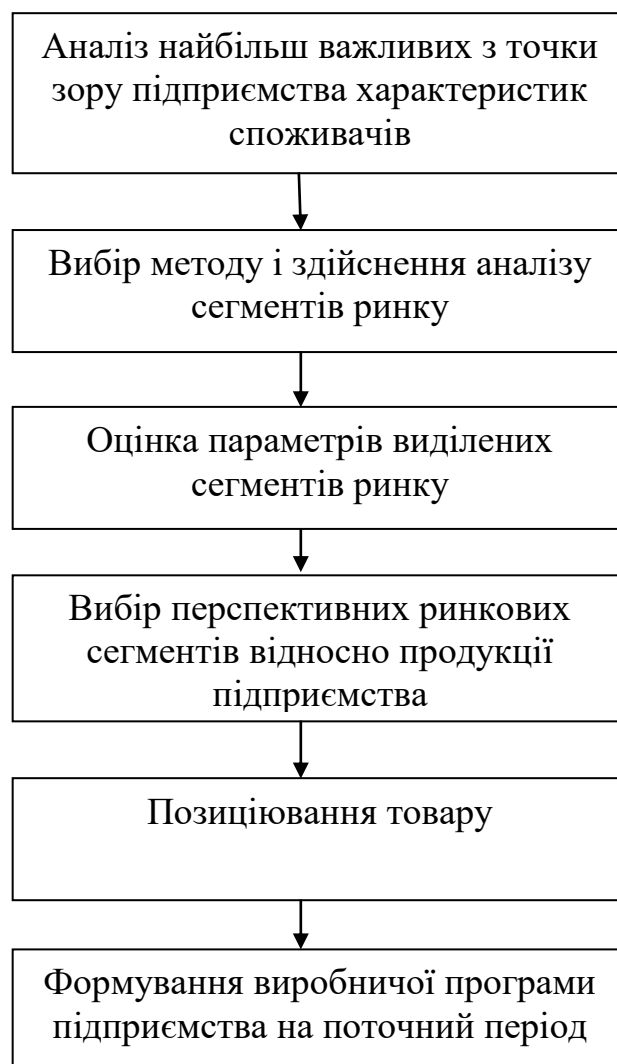 Аналіз найбільш важливих з точки
зору підприємства характеристик
споживачів
Вибір методу і здійснення аналізу
сегментів ринку
Оцінка параметрів виділених
сегментів ринку
Вибір перспективних ринкових
сегментів відносно продукції
підприємства
Позиціювання товару
Формування виробничої програми
підприємства на поточний період